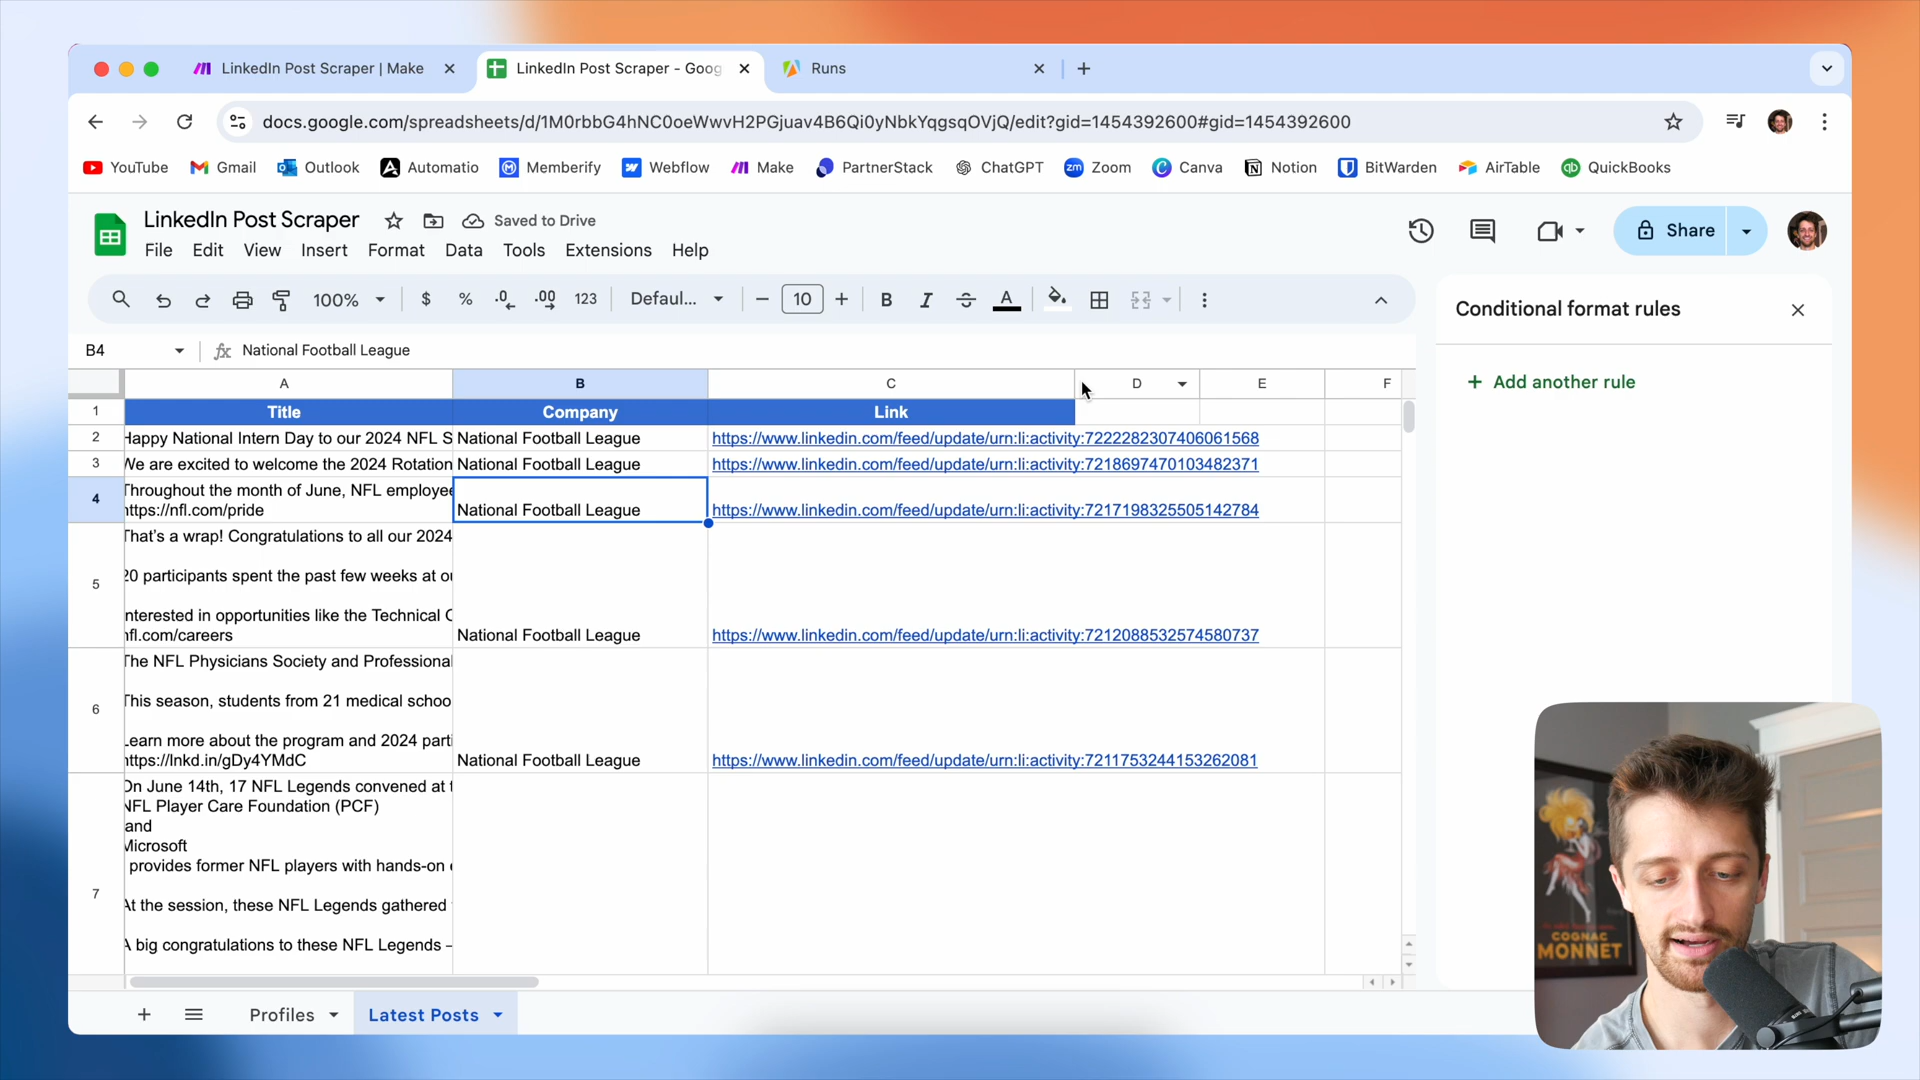 LinkedIn Post Scraper | Make
LinkedIn Post Scraper - Goog
Runs
docs.google.com/spreadsheets/d/1M0rbbG4hNC0oeWwvH2PGjuav4B6Qi0yNbkYqgsqOVjQ/edit?gid=1454392600#gid=1454392600
YouTube Gmail Outlook Automatio Memberify Webflow Make PartnerStack ChatGPT Zoom Canva Notion BitWarden AirTable QuickBooks
LinkedIn Post Scraper Saved to Drive
File Edit View Insert Format Data Tools Extensions Help
Share
100% $ % .0 .00 123 Defaul... 10 B I A
Conditional format rules
B4 fx National Football League
A B C D E F
Add another rule
1 Title Company Link
2 Happy National Intern Day to our 2024 NFL S National Football League https://www.linkedin.com/feed/update/urn:li:activity:7222282307406061568
3 We are excited to welcome the 2024 Rotation National Football League https://www.linkedin.com/feed/update/urn:li:activity:7218697470103482371
4 Throughout the month of June, NFL employee
https://nfl.com/pride National Football League https://www.linkedin.com/feed/update/urn:li:activity:7217198325505142784
That's a wrap! Congratulations to all our 2024
5 20 participants spent the past few weeks at ou
Interested in opportunities like the Technical C
nfl.com/careers National Football League https://www.linkedin.com/feed/update/urn:li:activity:7212088532574580737
The NFL Physicians Society and Professional
6 This season, students from 21 medical schoo
Learn more about the program and 2024 parti
https://lnkd.in/gDy4YMdC National Football League https://www.linkedin.com/feed/update/urn:li:activity:7211753244153262081
On June 14th, 17 NFL Legends convened at t
NFL Player Care Foundation (PCF)
and
Microsoft
provides former NFL players with hands-on
7
At the session, these NFL Legends gathered
A big congratulations to these NFL Legends –
Profiles Latest Posts
COGNAC
MONNET